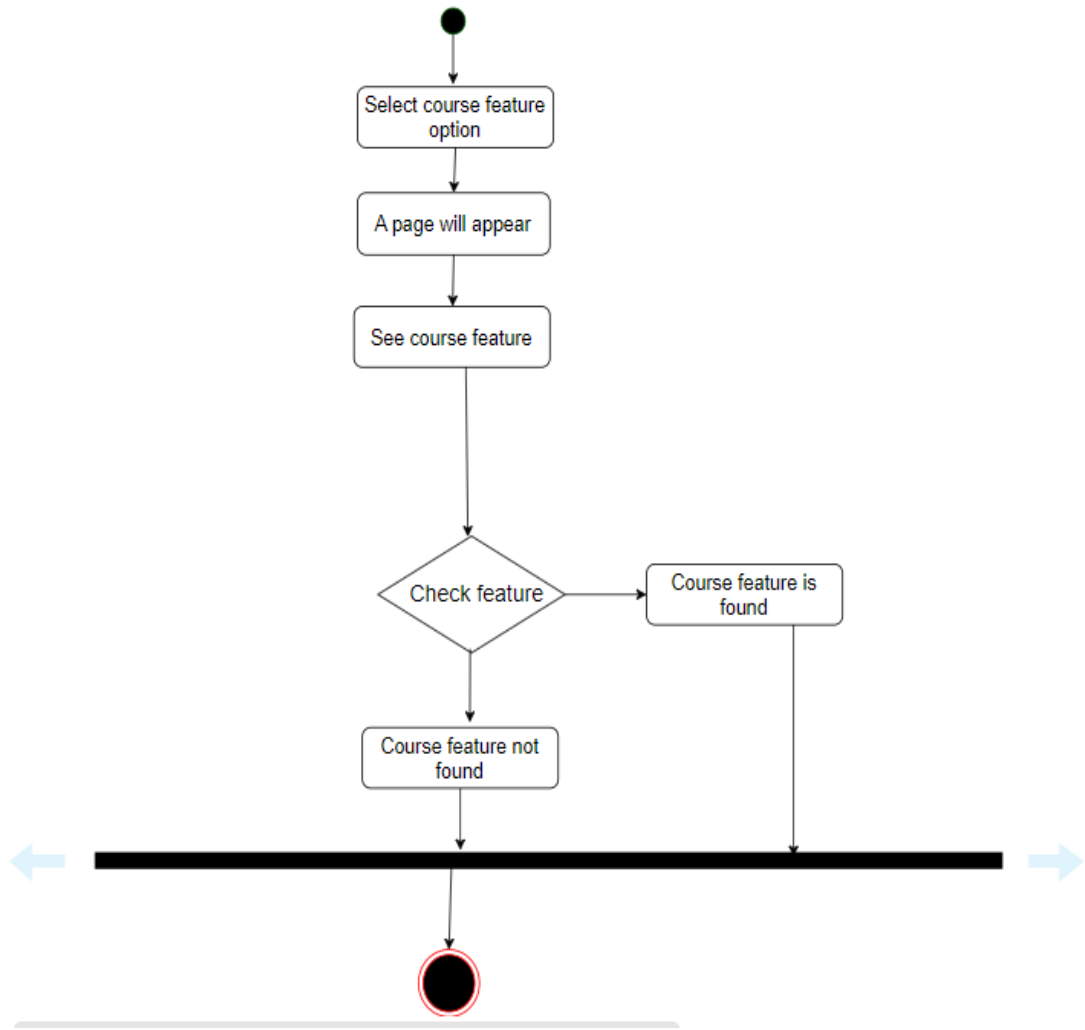 Select course feature
option
A page will appear
See course feature
Check feature
Course feature is
found
Course feature not
found